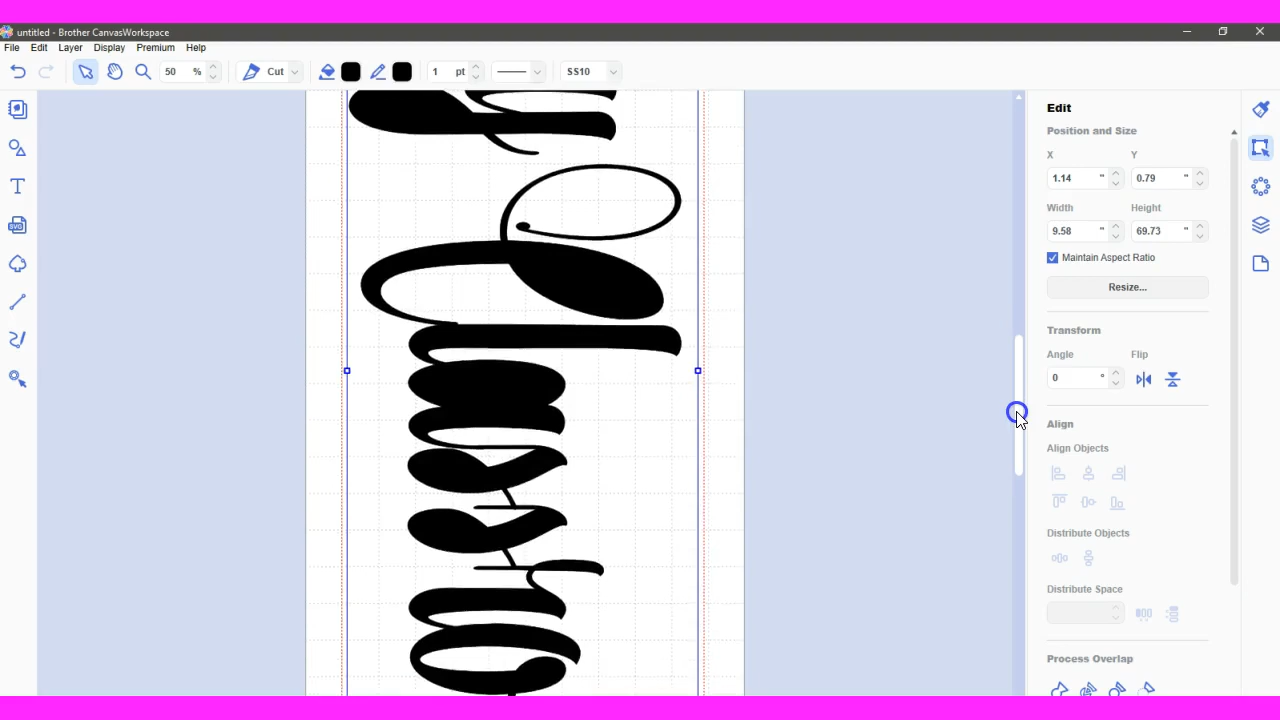 untitled - Brother CanvasWorkspace
File Edit Layer Display Premium Help
50 % Cut 1 pt SS10
Edit
Position and Size
X Y
1.14 " 0.79 "
Width Height
9.58 " 69.73 "
Maintain Aspect Ratio
Resize...
Transform
Angle Flip
0 °
Align
Align Objects
Distribute Objects
Distribute Space
Process Overlap
T
SVG